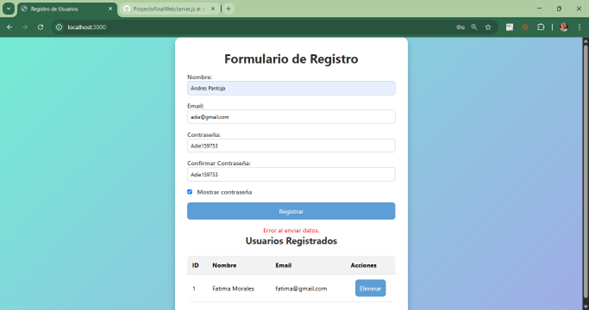 Registro de Usuarios
ProyectoFinalWeb/server.js at
localhost:3000
Formulario de Registro
Nombre:
Andres Pantoja
Email:
adie@gmail.com
Contraseña:
Adie159753
Confirmar Contraseña:
Adie159753
Mostrar contraseña
Registrar
Error al enviar datos.
Usuarios Registrados
ID Nombre Email Acciones
1 Fatima Morales fatima@gmail.com Eliminar